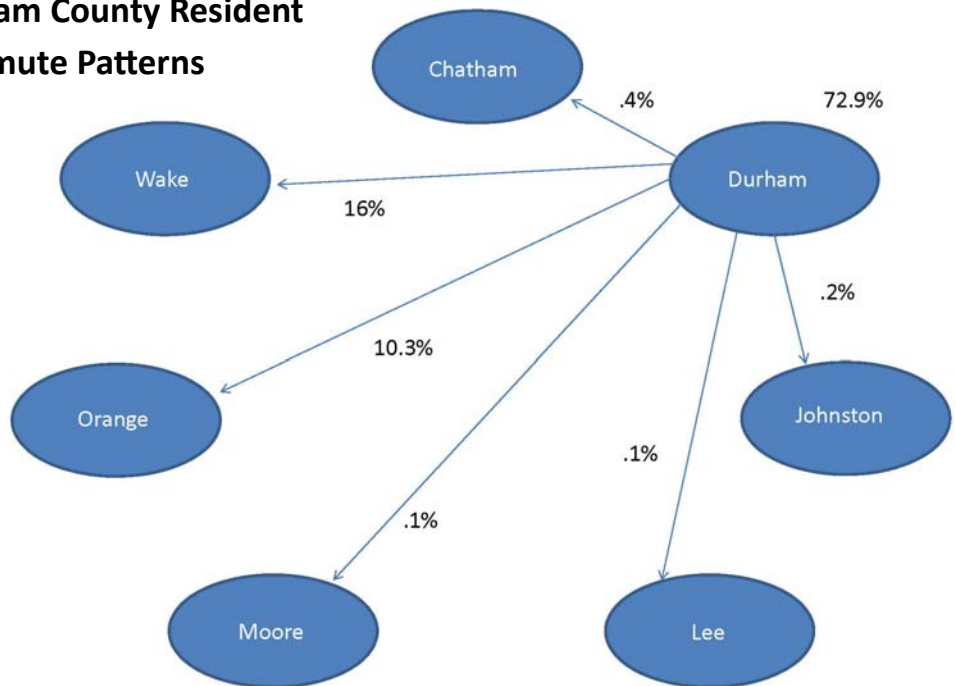 am County Resident
mute Patterns
Chatham
.4%
72.9%
Wake
Durham
16%
.2%
10.3%
Orange
Johnston
.1%
.1%
Moore
Lee